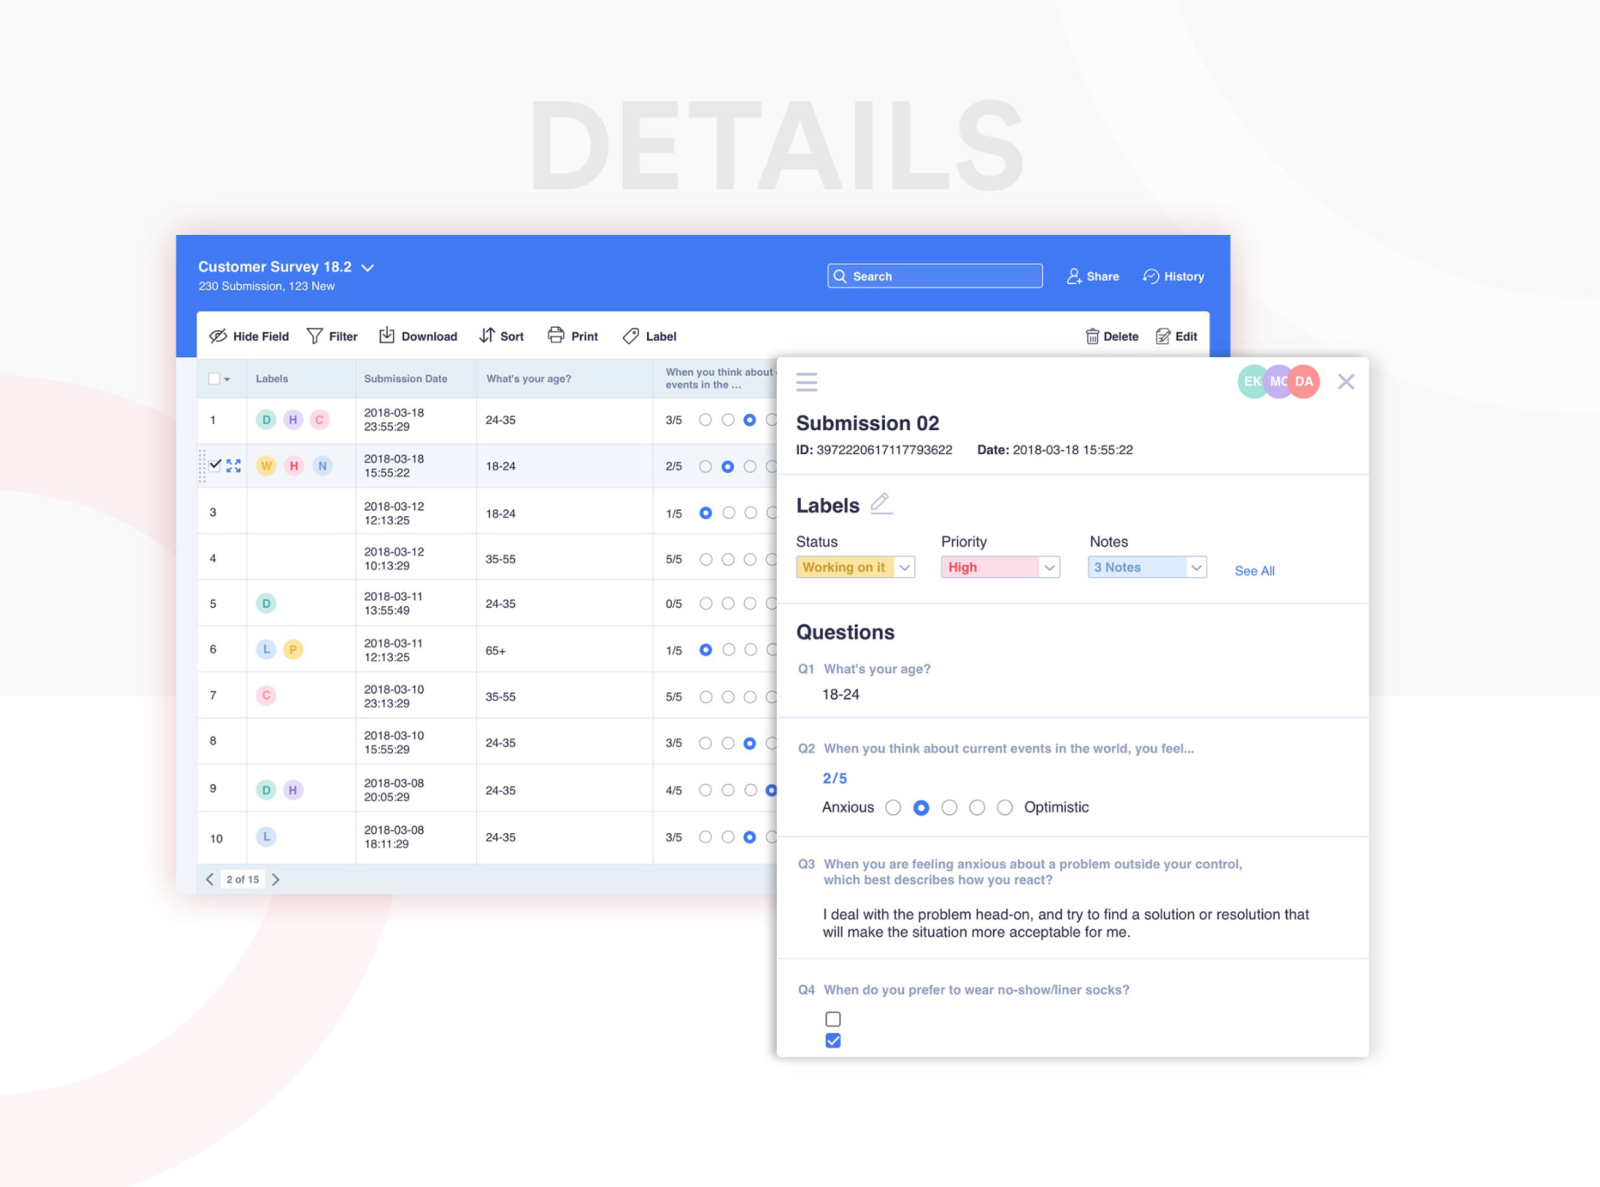 DETAILS
Customer Survey 18.2
230 Submission, 123 New
Search
Share
History
Hide Field
Filter
Download
Sort
Print
Label
Delete
Edit
Labels
Submission Date
What's your age?
When you think about
events in the ...
1
D H C
2018-03-18
23:55:29
24-35
3/5
W H N
2018-03-18
15:55:22
18-24
2/5
3
2018-03-12
12:13:25
18-24
1/5
4
2018-03-12
10:13:29
35-55
5/5
5
D
2018-03-11
13:55:49
24-35
0/5
6
L P
2018-03-11
12:13:25
65+
1/5
7
C
2018-03-10
23:13:29
35-55
5/5
8
2018-03-10
15:55:29
24-35
3/5
9
D H
2018-03-08
20:05:29
24-35
4/5
10
L
2018-03-08
18:11:29
24-35
3/5
2 of 15
EK
DA
Submission 02
ID: 3972220617117793622 Date: 2018-03-18 15:55:22
Labels
Status
Priority
Notes
Working on it
High
3 Notes
See All
Questions
Q1 What's your age?
18-24
Q2 When you think about current events in the world, you feel...
2/5
Anxious
Optimistic
Q3 When you are feeling anxious about a problem outside your control,
which best describes how you react?
I deal with the problem head-on, and try to find a solution or resolution that
will make the situation more acceptable for me.
Q4 When do you prefer to wear no-show/liner socks?